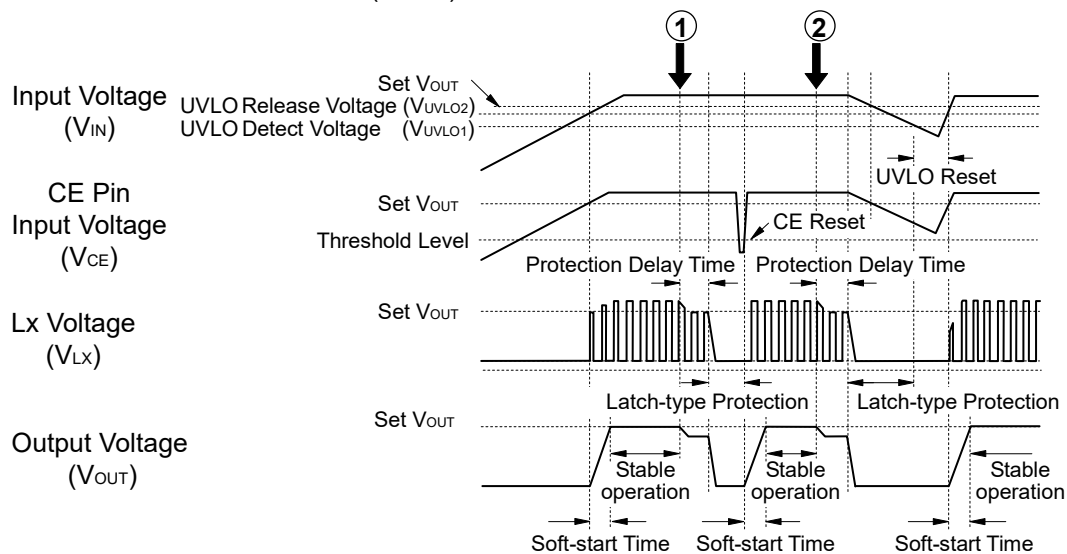 ① ②
Input Voltage
(VIN)
Set VOUT
UVLO Release Voltage (VUVLO2)
UVLO Detect Voltage (VUVLO1)
UVLO Reset
CE Pin
Input Voltage
(VCE)
Set VOUT
Threshold Level
CE Reset
Protection Delay Time Protection Delay Time
Lx Voltage
(VLX)
Set VOUT
Latch-type Protection Latch-type Protection
Output Voltage
(VOUT)
Set VOUT
Stable
operation
Stable
operation
Stable
operation
Soft-start Time Soft-start Time Soft-start Time